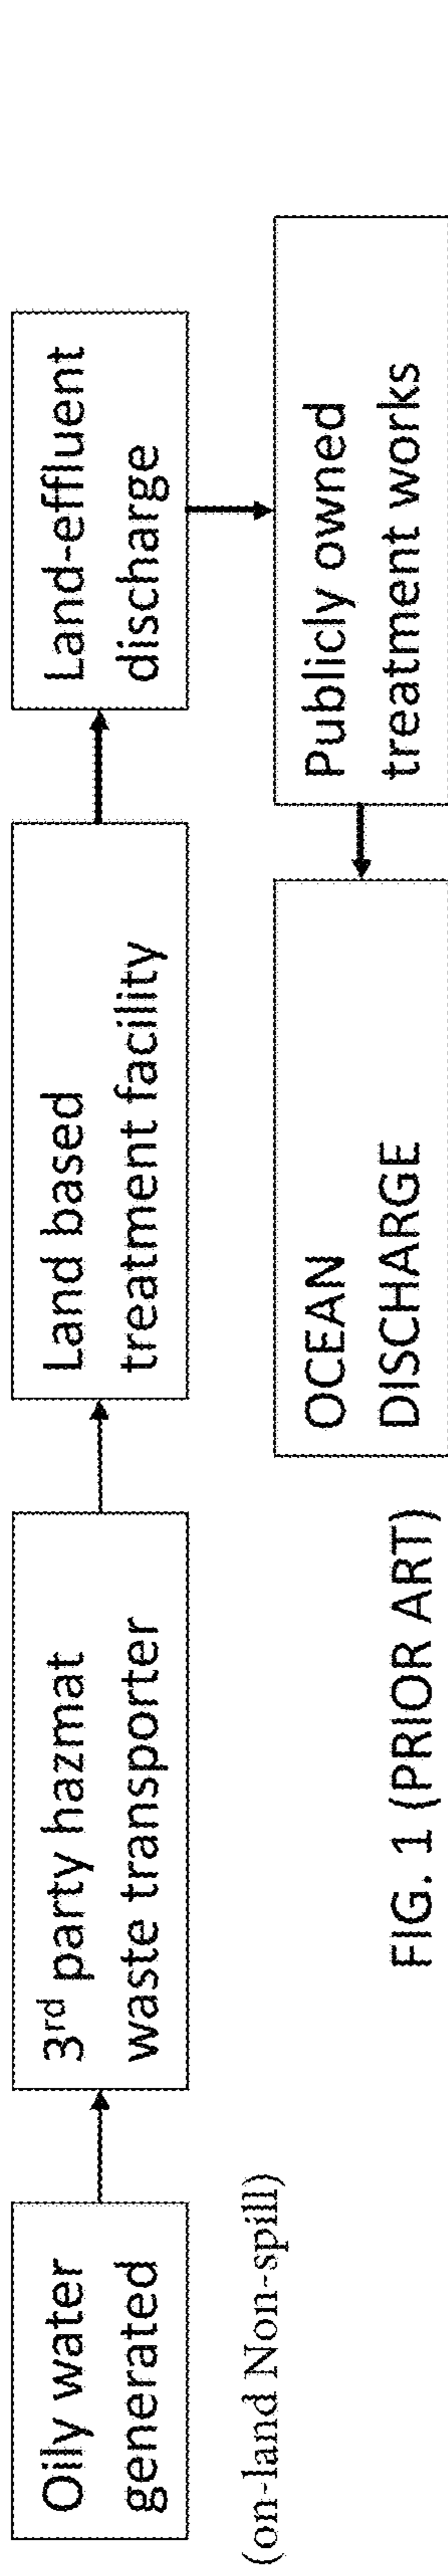 Oily water
generated
(on-land Non-spill)
3rd party hazmat
waste transporter
Land based
treatment facility
Land-effluent
discharge
Publicly owned
treatment works
OCEAN
DISCHARGE
FIG. 1 (PRIOR ART)